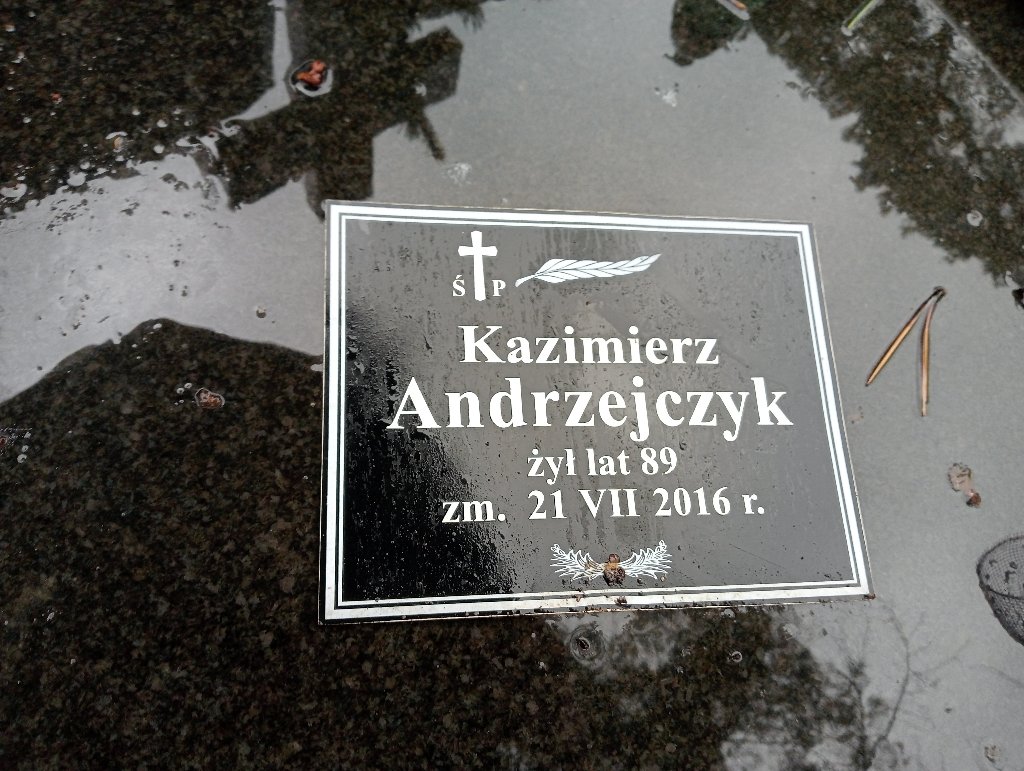 Ś P
Kazimierz
Andrzejczyk
żył lat 89
zm. 21 VII 2016 r.